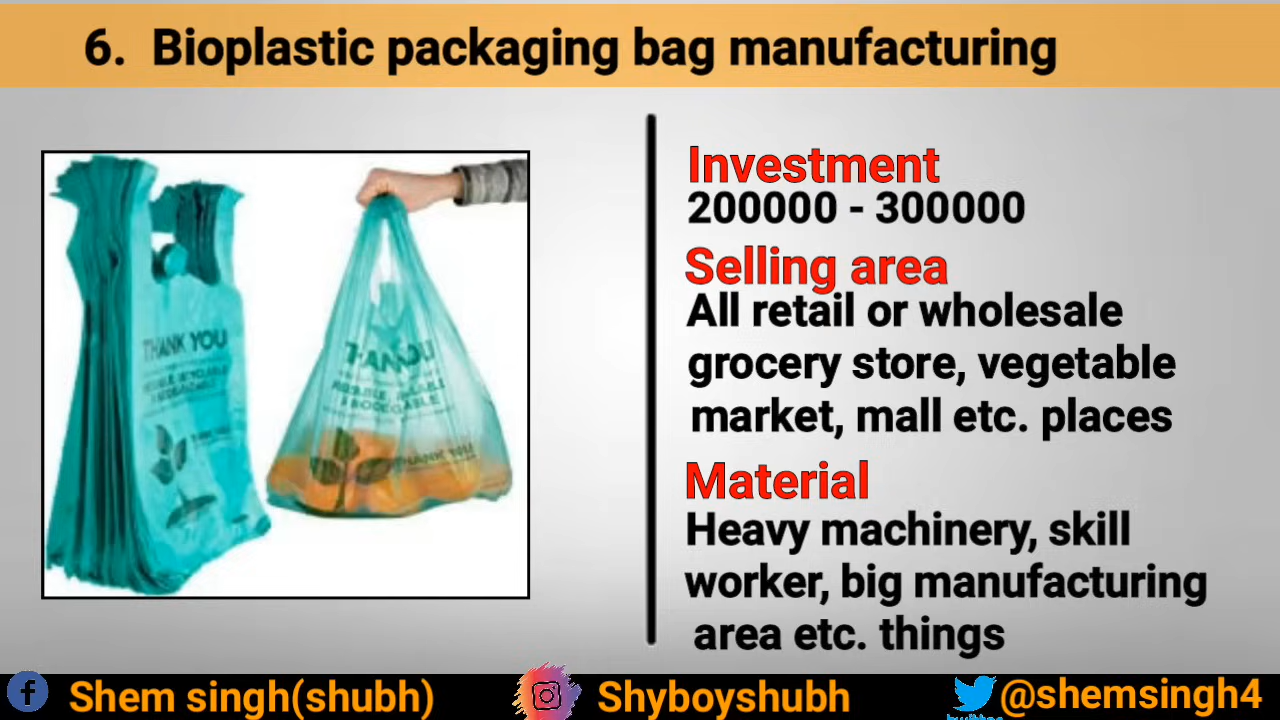 6. Bioplastic packaging bag manufacturing
Investment
200000 - 300000
Selling area
All retail or wholesale
grocery store, vegetable
market, mall etc. places
Material
Heavy machinery, skill
worker, big manufacturing
area etc. things
THANK YOU
THANK YOU
Shem singh(shubh)
Shyboyshubh
@shemsingh4